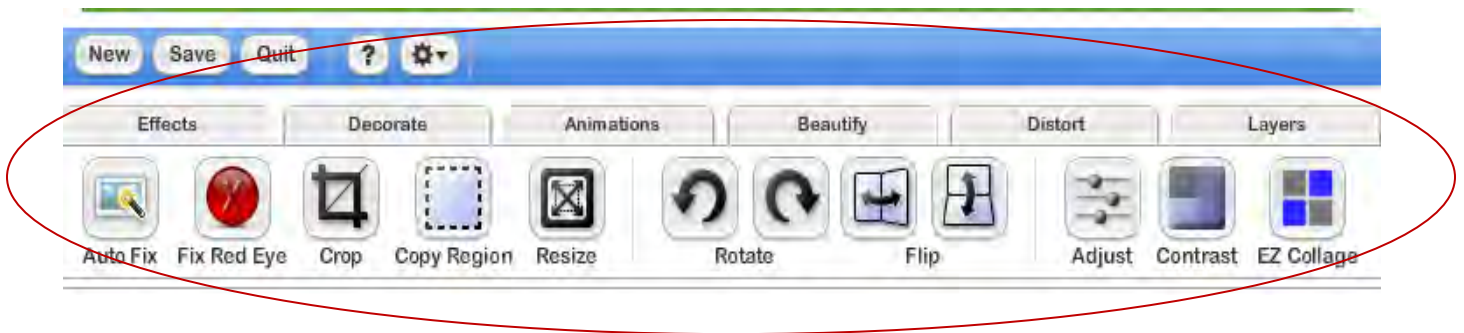 New Save Quit ?
Effects Decorate Animations Beautify Distort Layers
Auto Fix Fix Red Eye Crop Copy Region Resize Rotate Flip Adjust Contrast EZ Collage